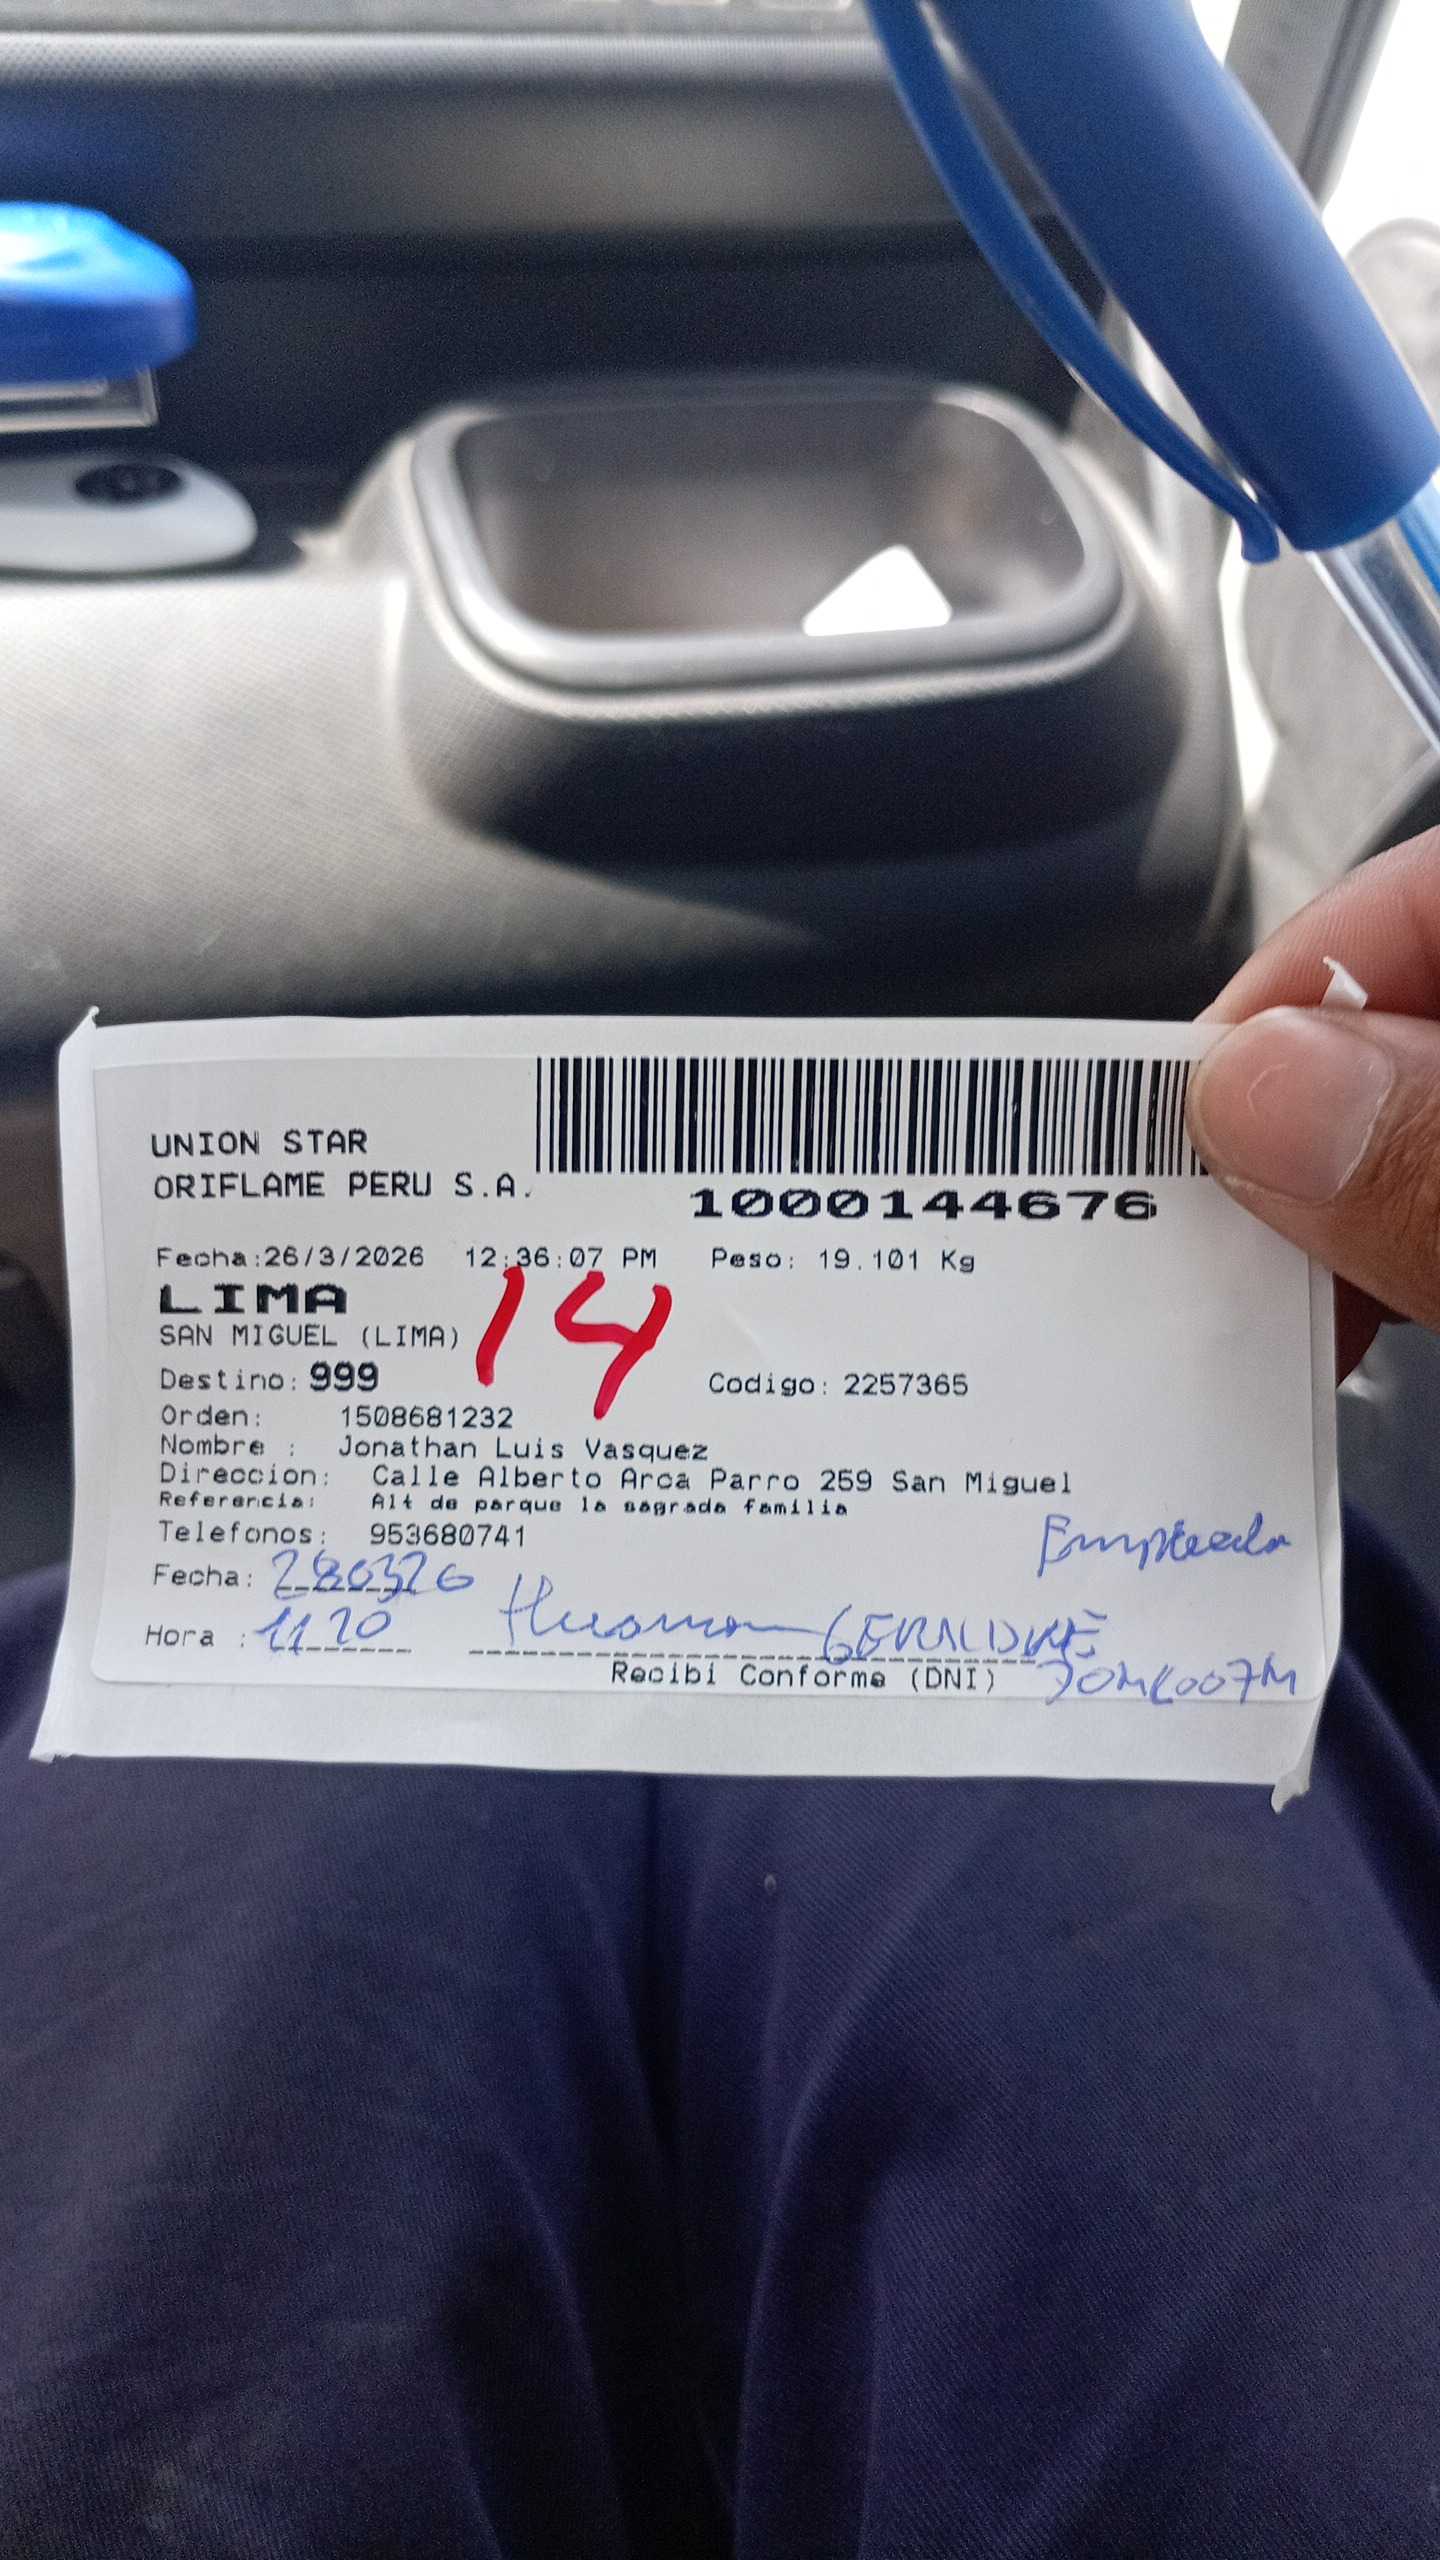 UNION STAR
ORIFLAME PERU S.A.
1000144676
Fecha:26/3/2026 12:36:07 PM Peso: 19.101 Kg
LIMA
14
SAN MIGUEL (LIMA)
Destino: 999 Codigo: 2257365
Orden: 1508681232
Nombre : Jonathan Luis Vasquez
Direccion: Calle Alberto Arca Parro 259 San Miguel
Referencia: Alt de parque la sagrada familia
Telefonos: 953680741
Fecha: 280326
Hora : 11 20
Recibi Conforme (DNI)